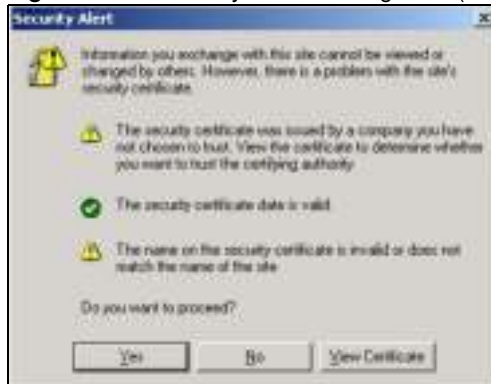 Security Alert
Information you exchange with this site cannot be viewed or
changed by others. However, there is a problem with the site's
security certificate.
The security certificate was issued by a company you have
not chosen to trust. View the certificate to determine whether
you want to trust the certifying authority.
The security certificate date is valid.
The name on the security certificate is invalid or does not
match the name of the site
Do you want to proceed?
Yes
No
View Certificate